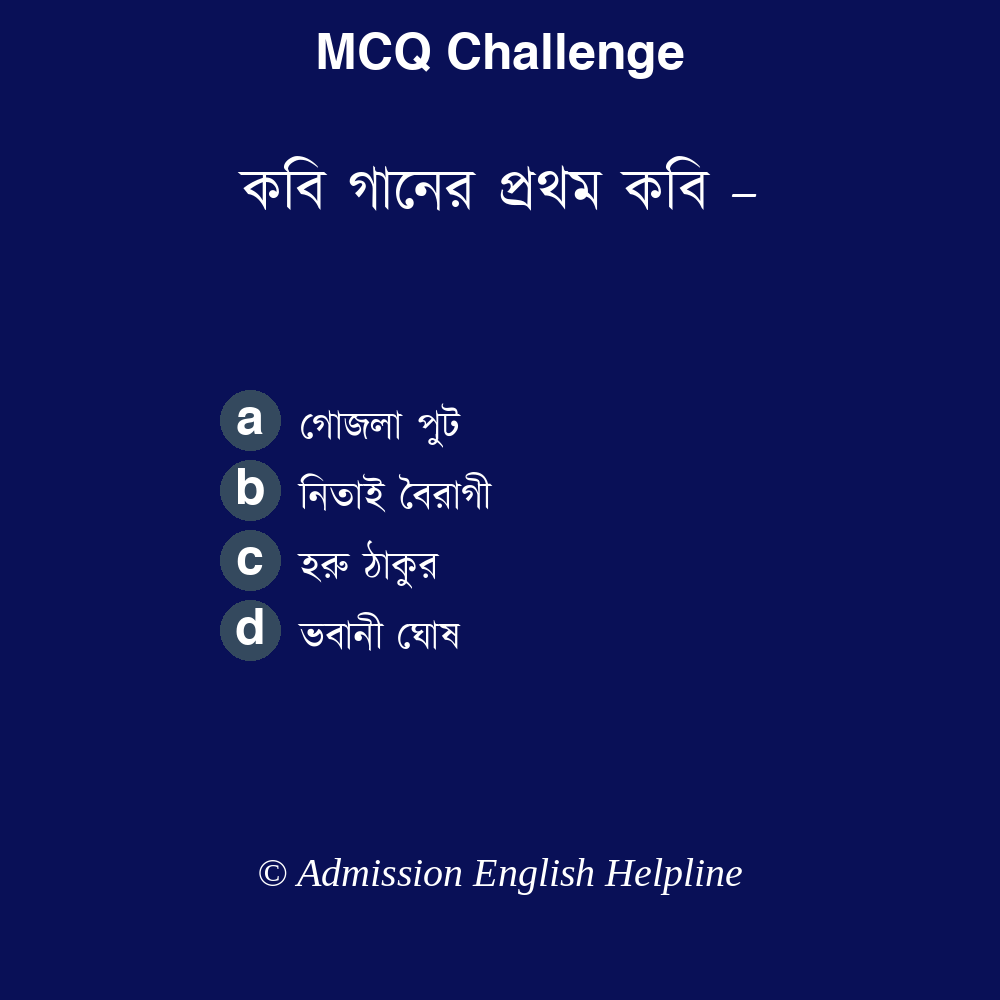 MCQ Challenge
কবি গানের প্রথম কবি –
a গোজলা পুট
b নিতাই বৈরাগী
c হরু ঠাকুর
d ভবানী ঘোষ
© Admission English Helpline